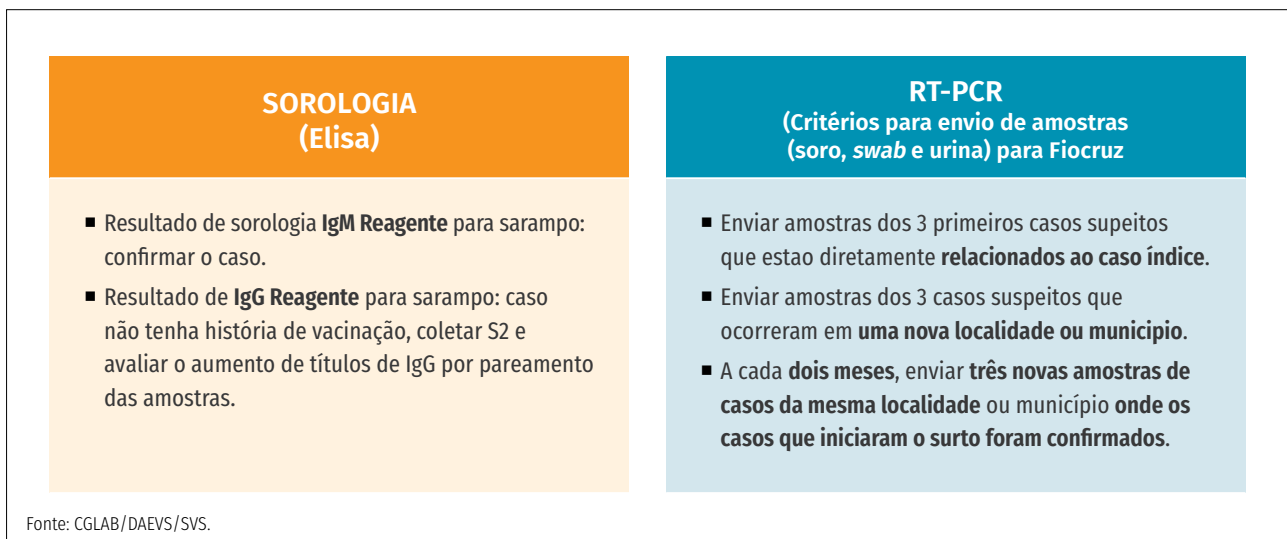 SOROLOGIA
(Elisa)
■ Resultado de sorologia IgM Reagente para sarampo:
confirmar o caso.
■ Resultado de IgG Reagente para sarampo: caso
não tenha história de vacinação, coletar S2 e
avaliar o aumento de títulos de IgG por pareamento
das amostras.
RT-PCR
(Critérios para envio de amostras
(soro, swab e urina) para Fiocruz
■ Enviar amostras dos 3 primeiros casos supeitos
que estao diretamente relacionados ao caso índice.
■ Enviar amostras dos 3 casos suspeitos que
ocorreram em uma nova localidade ou municipio.
■ A cada dois meses, enviar três novas amostras de
casos da mesma localidade ou município onde os
casos que iniciaram o surto foram confirmados.
Fonte: CGLAB/DAEVS/SVS.